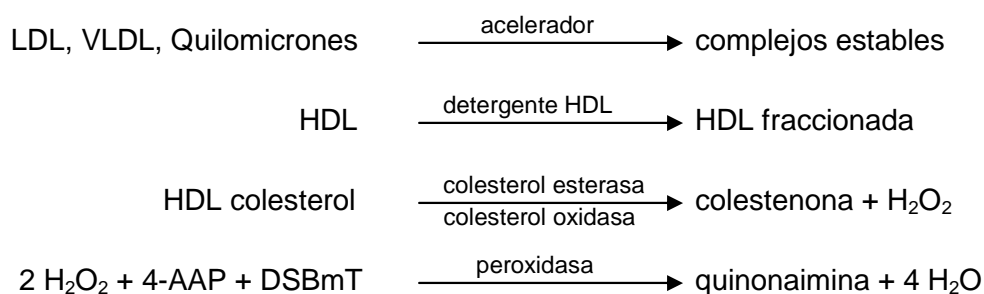 LDL, VLDL, Quilomicrones acelerador complejos estables
HDL detergente HDL HDL fraccionada
HDL colesterol colesterol esterasa colesterol oxidasa colestenona + H₂O₂
2 H₂O₂ + 4-AAP + DSBmT peroxidasa quinonaimina + 4 H₂O